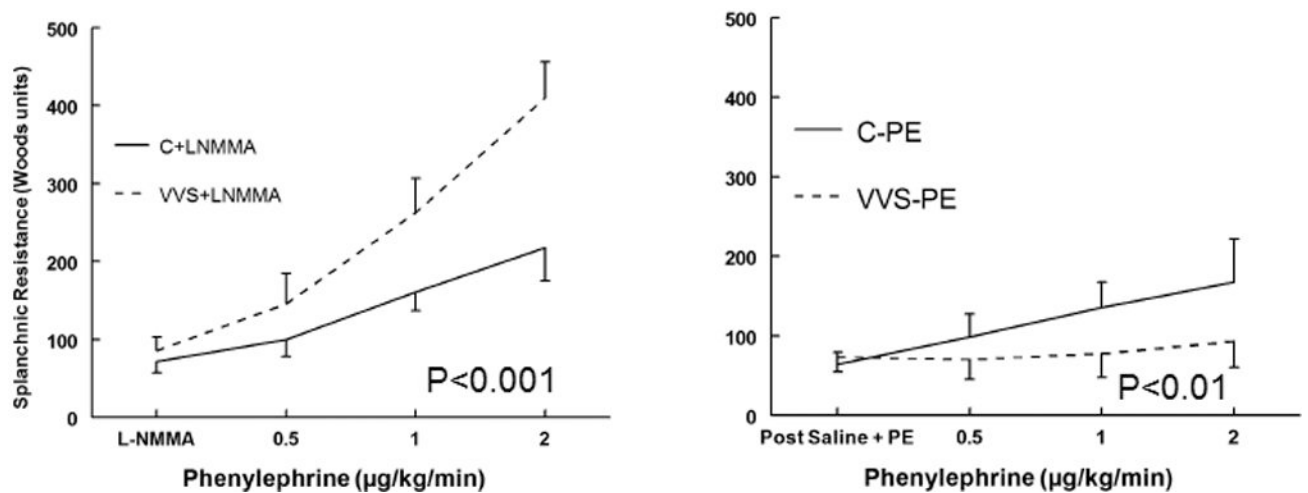 Splanchnic Resistance (Woods units)
500
400
300
200
100
0
C+LNMMA
VVS+LNMMA
P<0.001
L-NMMA 0.5 1 2
Phenylephrine (µg/kg/min)
500
400
300
200
100
0
C-PE
VVS-PE
P<0.01
Post Saline + PE 0.5 1 2
Phenylephrine (µg/kg/min)